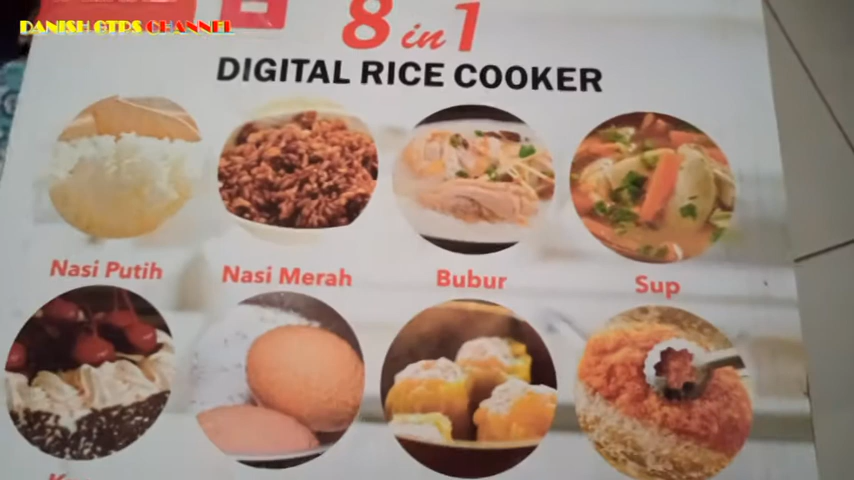 DANISH GTPS CHANNEL
8 in 1
DIGITAL RICE COOKER
Nasi Putih
Nasi Merah
Bubur
Sup